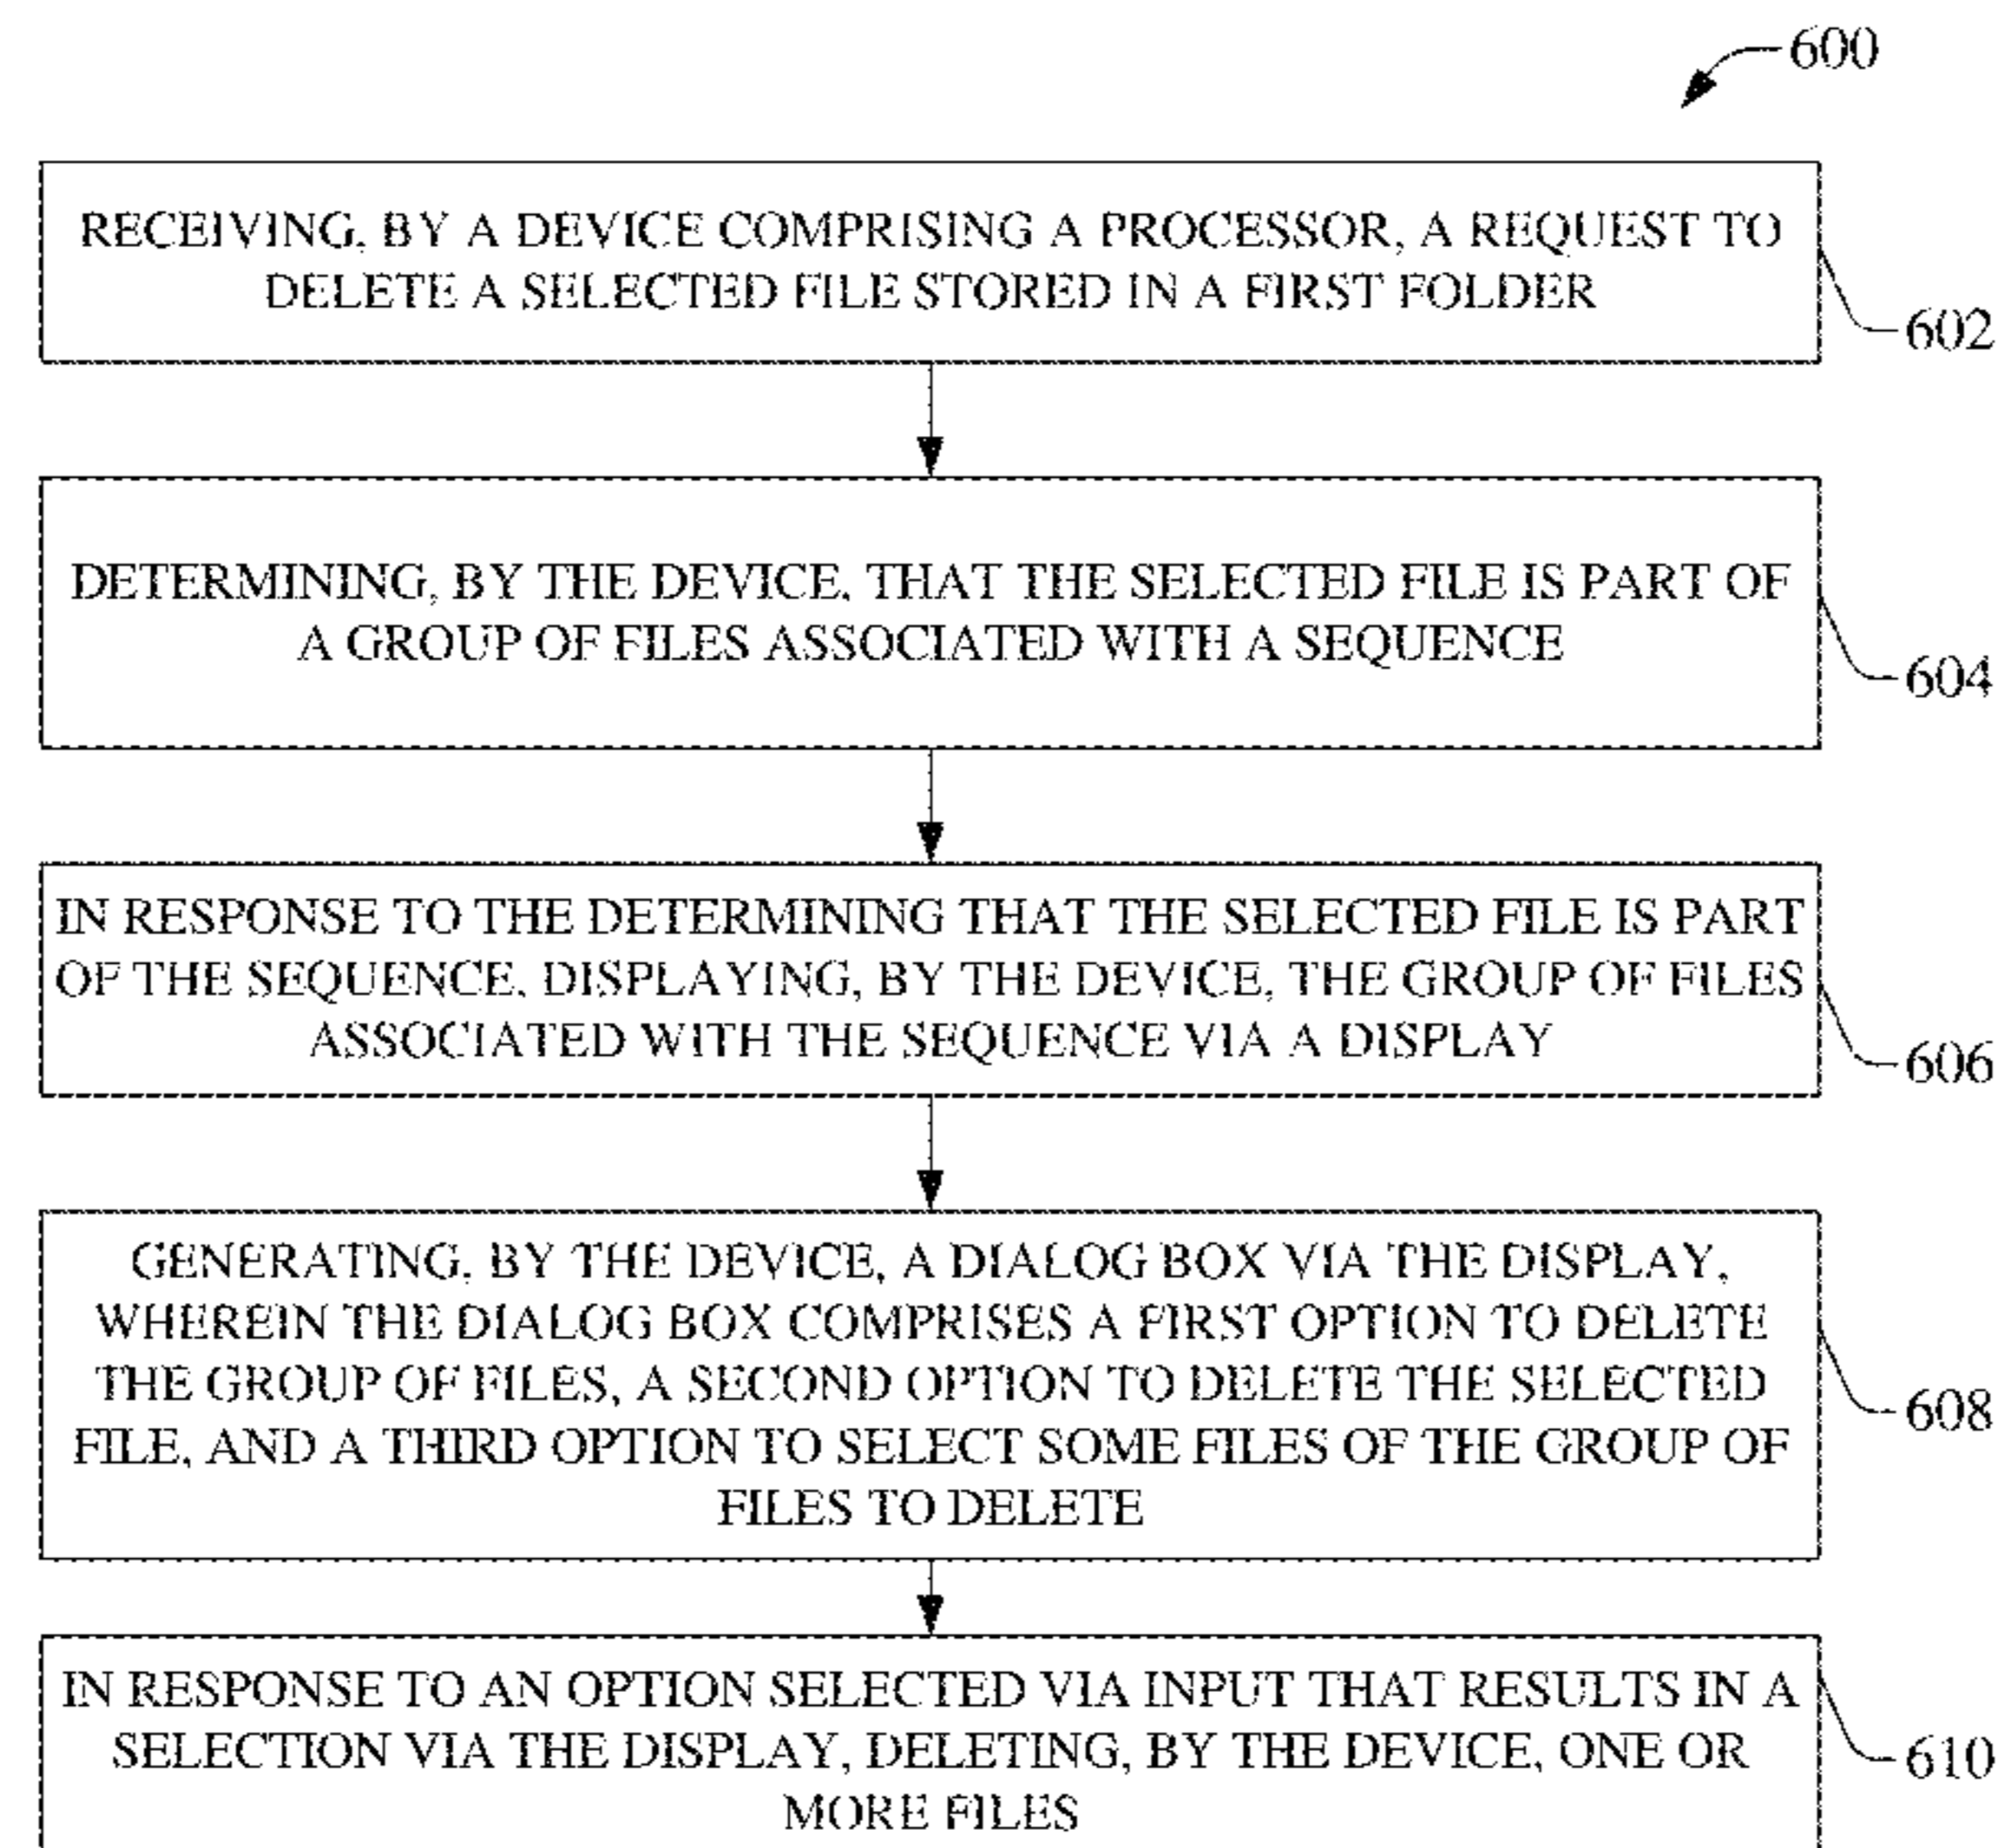 600
RECEIVING, BY A DEVICE COMPRISING A PROCESSOR, A REQUEST TO
DELETE A SELECTED FILE STORED IN A FIRST FOLDER
602
DETERMINING, BY THE DEVICE, THAT THE SELECTED FILE IS PART OF
A GROUP OF FILES ASSOCIATED WITH A SEQUENCE
604
IN RESPONSE TO THE DETERMINING THAT THE SELECTED FILE IS PART
OF THE SEQUENCE, DISPLAYING, BY THE DEVICE, THE GROUP OF FILES
ASSOCIATED WITH THE SEQUENCE VIA A DISPLAY
606
GENERATING, BY THE DEVICE, A DIALOG BOX VIA THE DISPLAY,
WHEREIN THE DIALOG BOX COMPRISES A FIRST OPTION TO DELETE
THE GROUP OF FILES, A SECOND OPTION TO DELETE THE SELECTED
FILE, AND A THIRD OPTION TO SELECT SOME FILES OF THE GROUP OF
FILES TO DELETE
608
IN RESPONSE TO AN OPTION SELECTED VIA INPUT THAT RESULTS IN A
SELECTION VIA THE DISPLAY, DELETING, BY THE DEVICE, ONE OR
MORE FILES
610